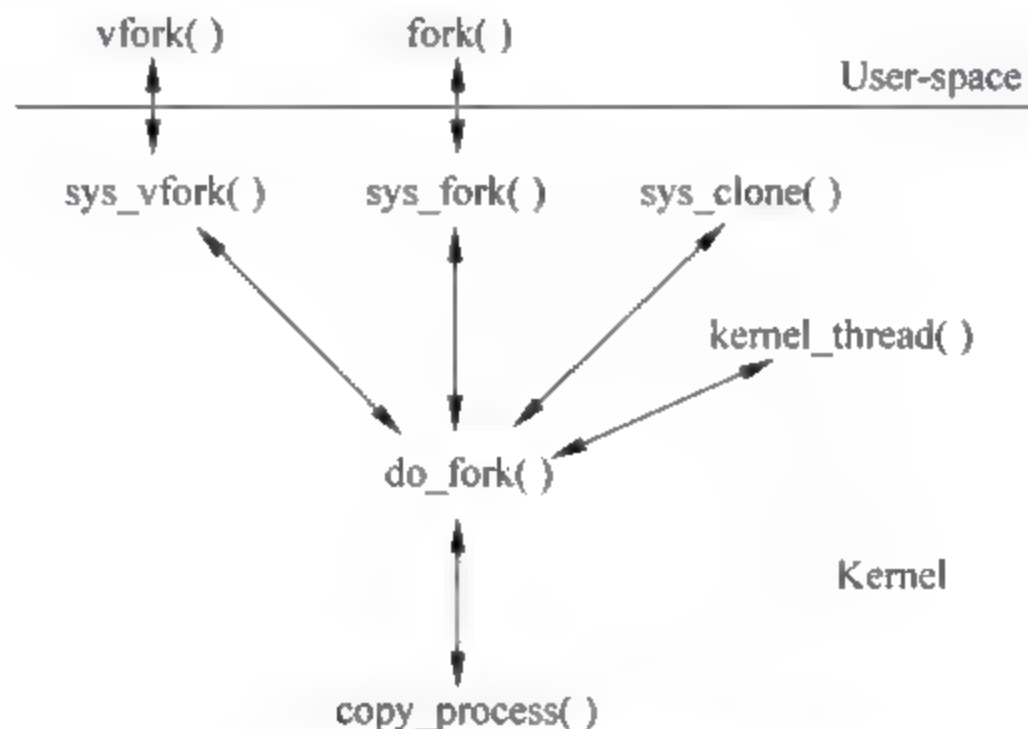 vfork( ) fork( )
User-space
sys_vfork( ) sys_fork( ) sys_clone( )
kernel_thread( )
do_fork( )
Kernel
copy_process( )